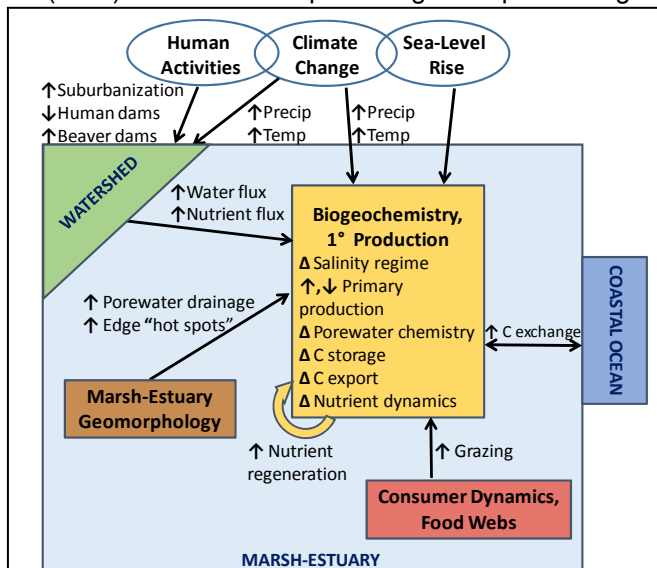 Human
Activities
Climate
Change
Sea-Level
Rise
↑Suburbanization
↓Human dams
↑Beaver dams
↑Precip
↑Temp
↑Precip
↑Temp
WATERSHED
↑Water flux
↑Nutrient flux
Biogeochemistry,
1° Production
Δ Salinity regime
↑,↓ Primary
production
Δ Porewater chemistry
Δ C storage
Δ C export
Δ Nutrient dynamics
↑ Porewater drainage
↑ Edge “hot spots”
↑ C exchange
COASTAL OCEAN
Marsh-Estuary
Geomorphology
↑ Nutrient
regeneration
↑ Grazing
Consumer Dynamics,
Food Webs
MARSH-ESTUARY